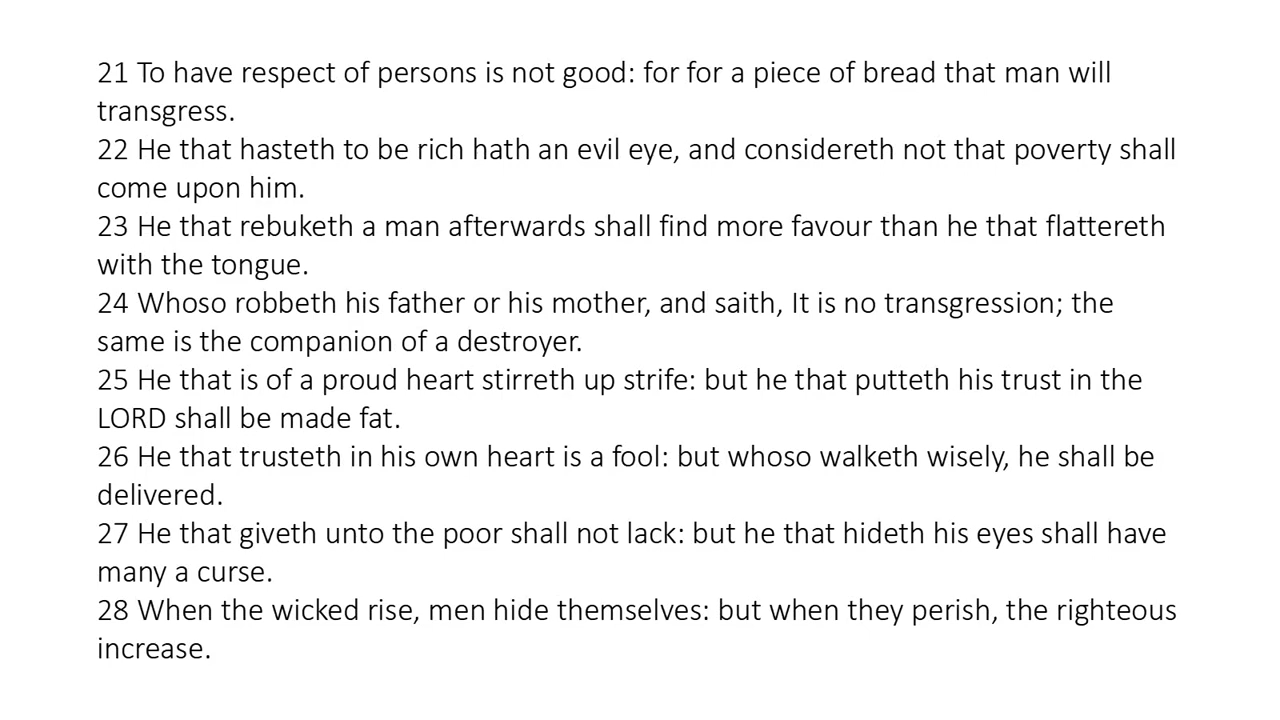 21 To have respect of persons is not good: for for a piece of bread that man will
transgress.
22 He that hasteth to be rich hath an evil eye, and considereth not that poverty shall
come upon him.
23 He that rebuketh a man afterwards shall find more favour than he that flattereth
with the tongue.
24 Whoso robbeth his father or his mother, and saith, It is no transgression; the
same is the companion of a destroyer.
25 He that is of a proud heart stirreth up strife: but he that putteth his trust in the
LORD shall be made fat.
26 He that trusteth in his own heart is a fool: but whoso walketh wisely, he shall be
delivered.
27 He that giveth unto the poor shall not lack: but he that hideth his eyes shall have
many a curse.
28 When the wicked rise, men hide themselves: but when they perish, the righteous
increase.